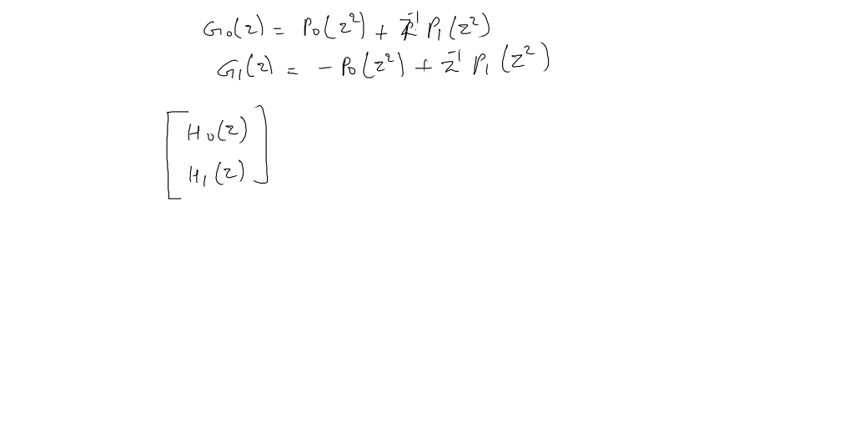 G₀(z) = P₀(z²) + z⁻¹ P₁(z²)
G₁(z) = - P₀(z²) + z⁻¹ P₁(z²)
[H₀(z)
H₁(z)]